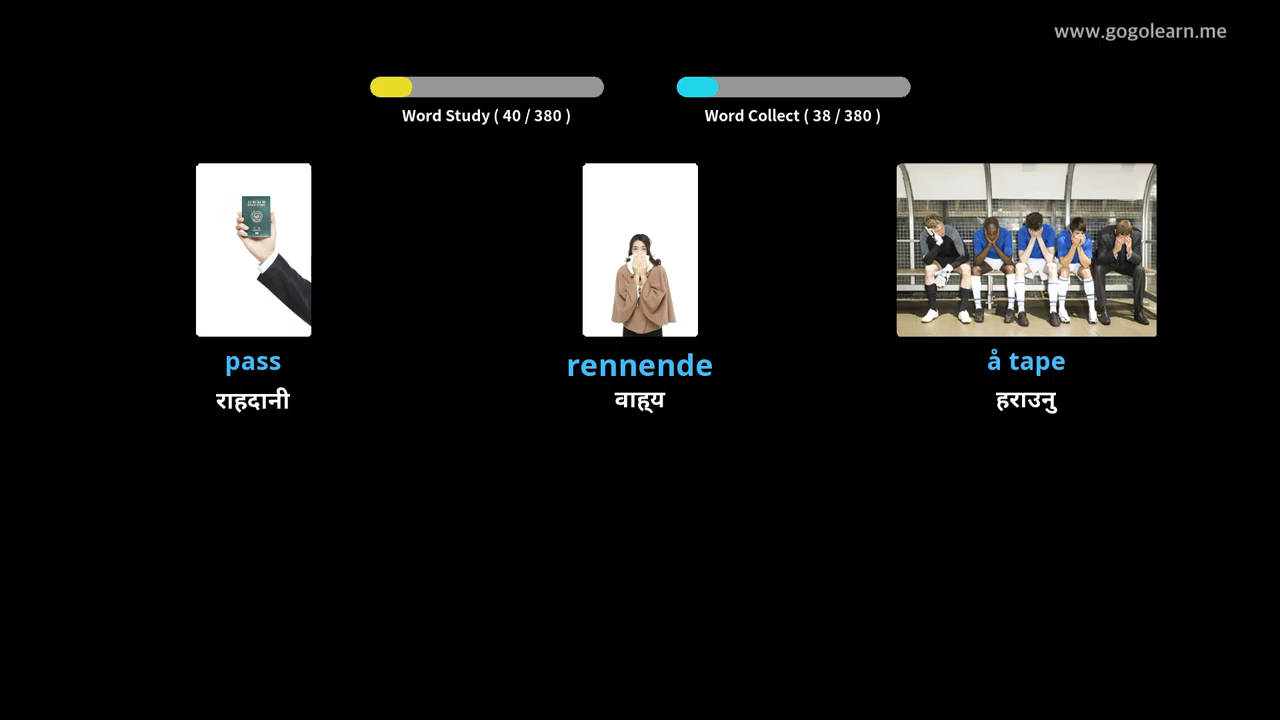 www.gogolearn.me
Word Study ( 40 / 380 )
Word Collect ( 38 / 380 )
pass
rennende
å tape
राहदानी
वाह्य
हराउनु